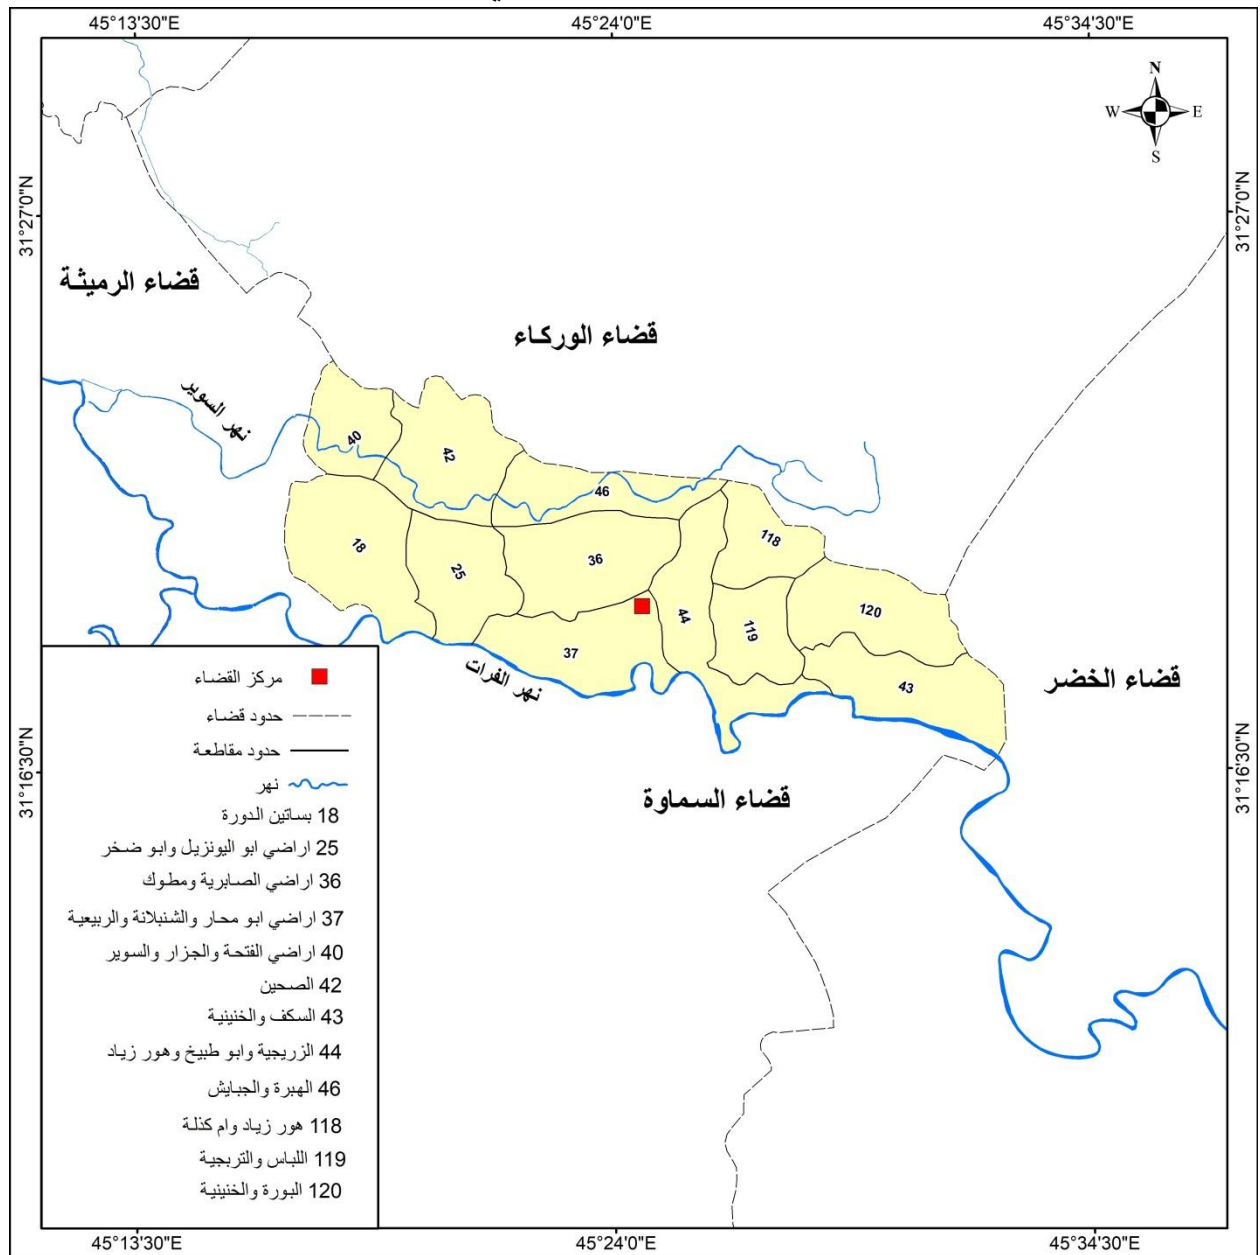 45°13'30"E
45°24'0"E
45°34'30"E
N
W
E
S
31°27'0"N
31°27'0"N
قضاء الرميثة
قضاء الوركاء
نهر السوير
40
42
46
118
18
25
36
44
119
120
37
43
نهر الفرات
قضاء الخضر
قضاء السماوة
31°16'30"N
31°16'30"N
مركز القضاء
حدود قضاء
حدود مقاطعة
نهر
18 بساتين الدورة
25 اراضي ابو اليونزيل وابو ضخر
36 اراضي الصابرية ومطوك
37 اراضي ابو محار والشنبلانة والربيعية
40 اراضي الفتحة والجزار والسوير
42 الصحين
43 السكف والخنينية
44 الزريجية وابو طبيخ وهور زياد
46 الهبرة والجبايش
118 هور زياد وام كذلة
119 اللباس والتربجية
120 البورة والخنينية
45°13'30"E
45°24'0"E
45°34'30"E